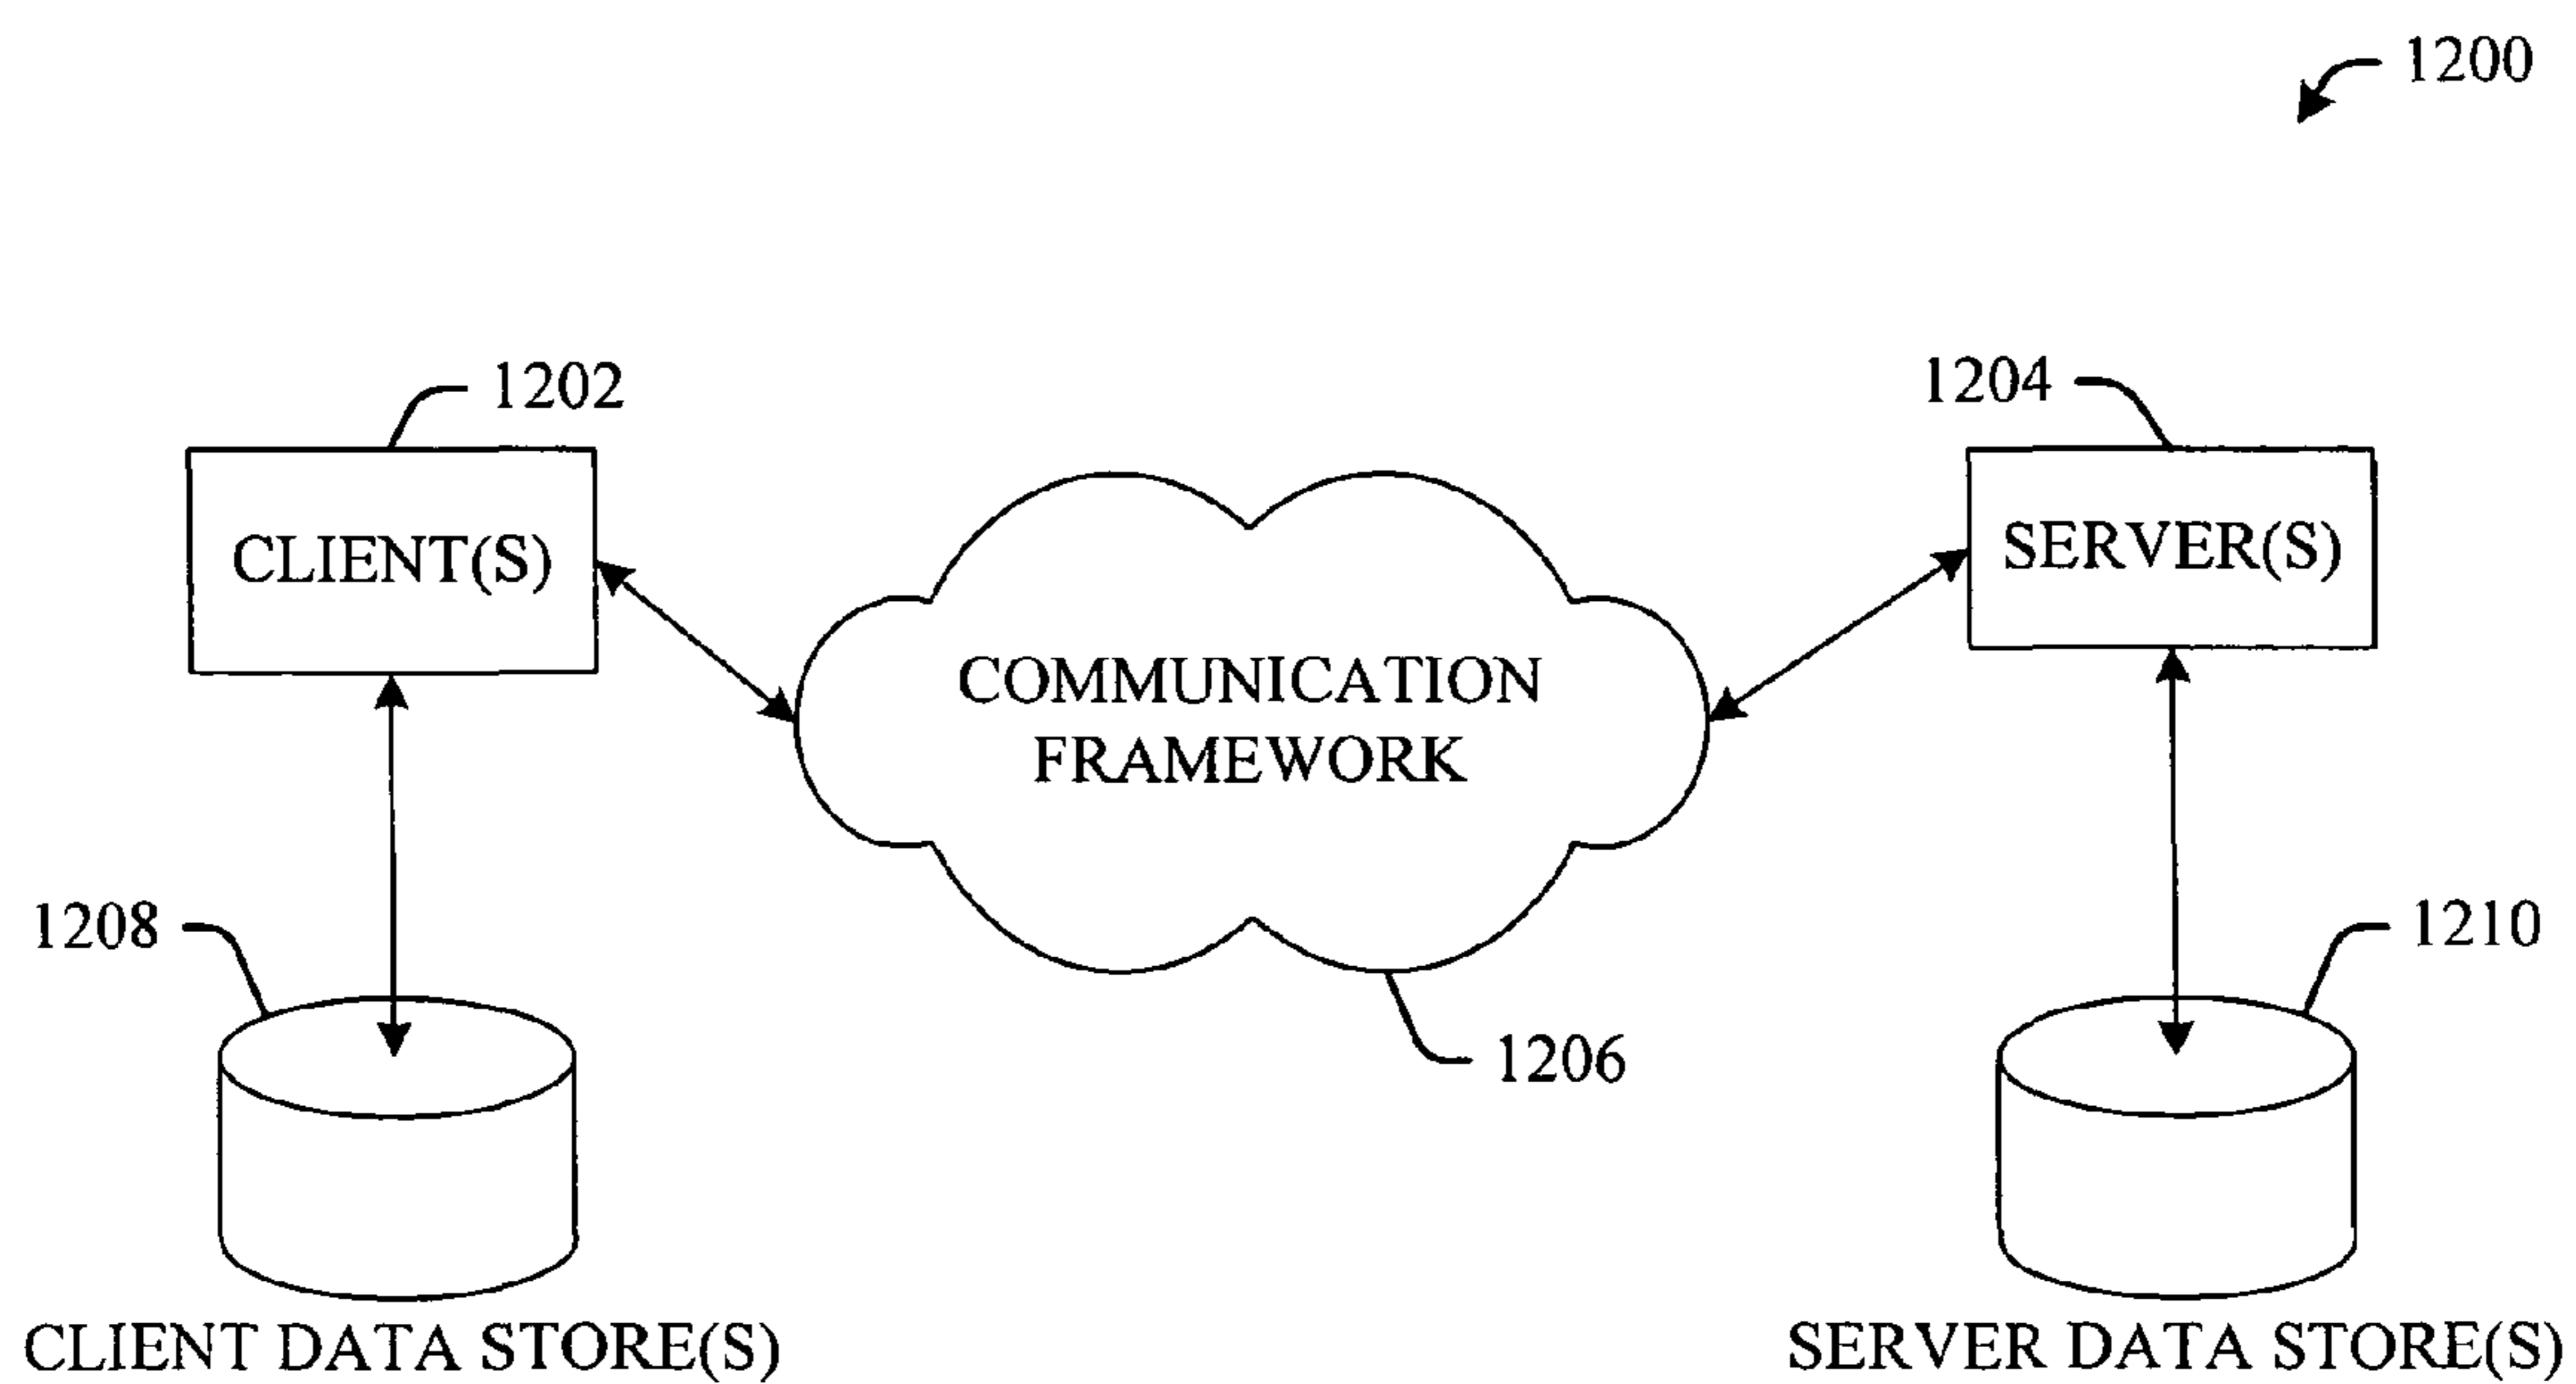 1200
1202
1204
CLIENT(S)
SERVER(S)
COMMUNICATION
FRAMEWORK
1208
1210
1206
CLIENT DATA STORE(S)
SERVER DATA STORE(S)